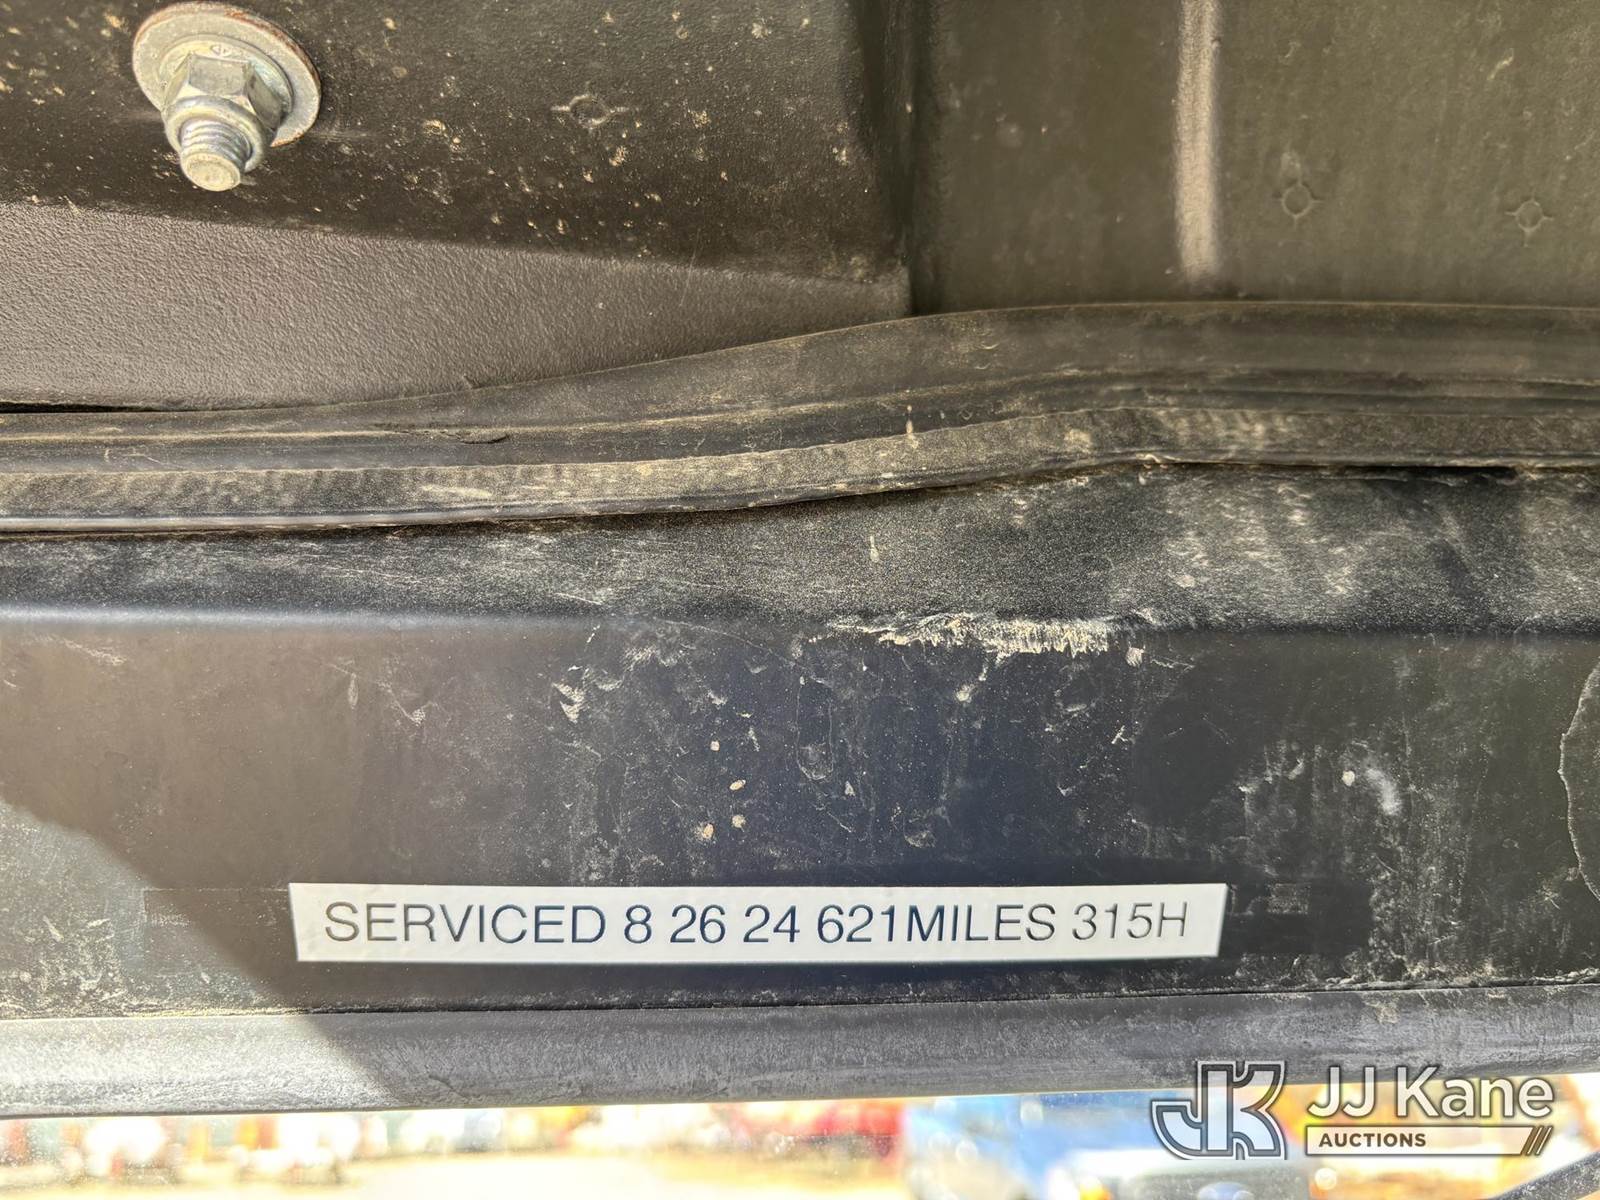 SERVICED 8 26 24 621MILES 315H
JJ Kane
AUCTIONS